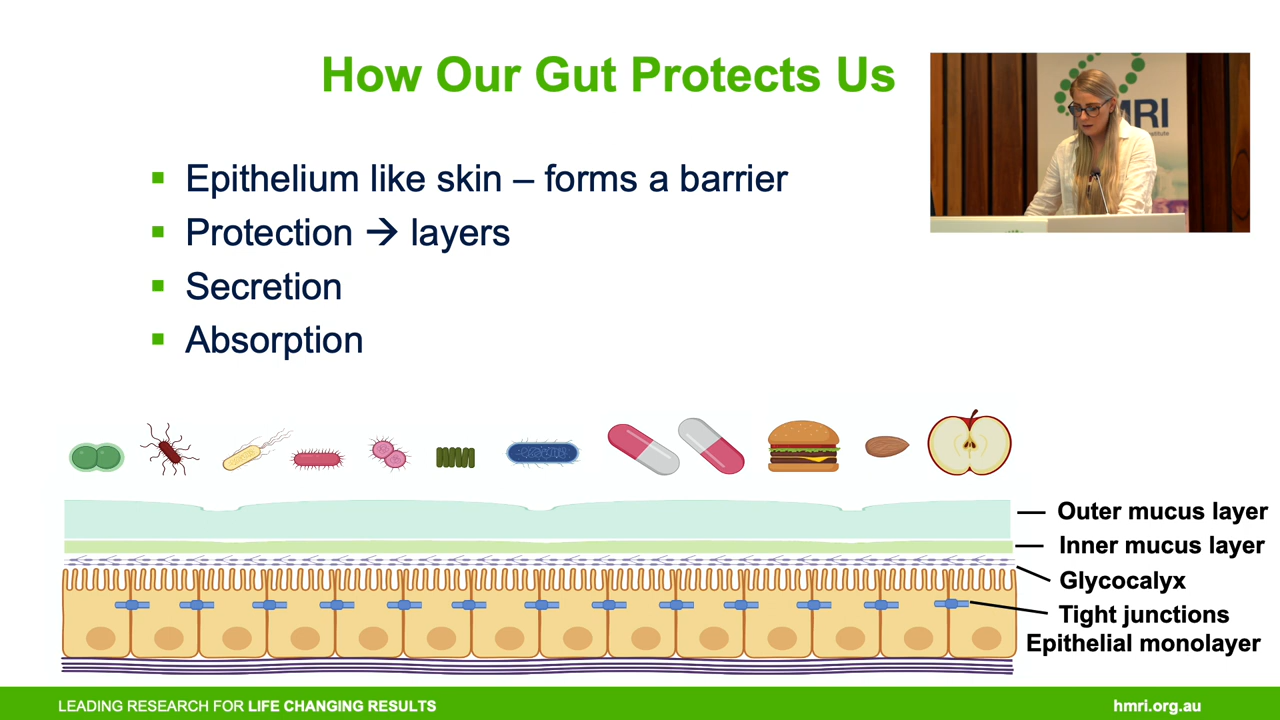 How Our Gut Protects Us
MRI
Epithelium like skin – forms a barrier
Protection → layers
Secretion
Absorption
Outer mucus layer
Inner mucus layer
Glycocalyx
Tight junctions
Epithelial monolayer
LEADING RESEARCH FOR LIFE CHANGING RESULTS
hmri.org.au